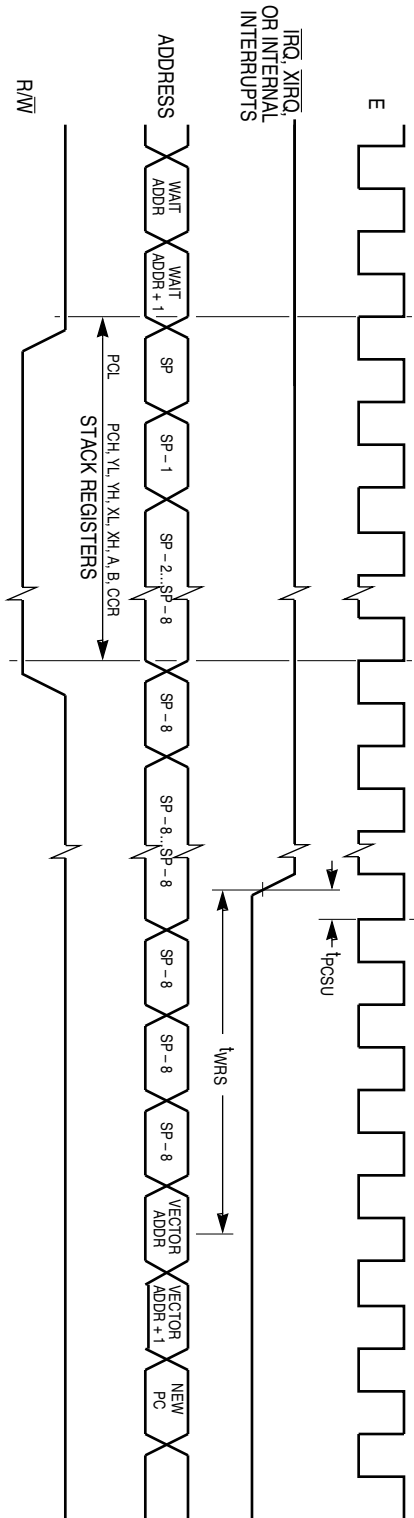 E
IRQ, XIRQ,
OR INTERNAL
INTERRUPTS
tPCSU
tWRS
ADDRESS
WAIT
ADDR
WAIT
ADDR + 1
SP
SP – 1
SP – 2...SP – 8
SP – 8
SP – 8...SP – 8
SP – 8
SP – 8
SP – 8
VECTOR
ADDR
VECTOR
ADDR + 1
NEW
PC
PCL
PCH, YL, YH, XL, XH, A, B, CCR
STACK REGISTERS
R/W